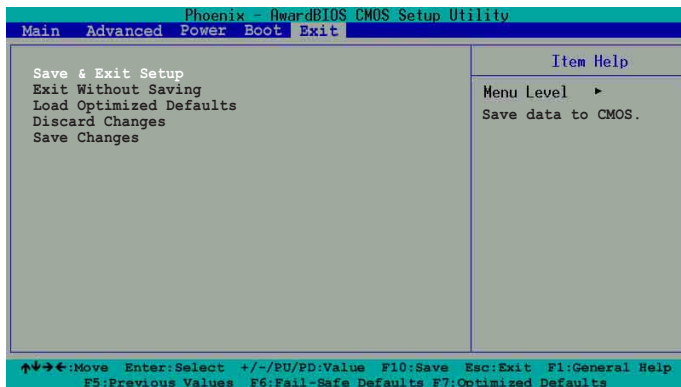 Phoenix - AwardBIOS CMOS Setup Utility
Main Advanced Power Boot Exit
Item Help
Save & Exit Setup
Exit Without Saving
Load Optimized Defaults
Discard Changes
Save Changes
Menu Level ►
Save data to CMOS.
↑↓→←:Move Enter:Select +/-/PU/PD:Value F10:Save Esc:Exit F1:General Help
F5:Previous Values F6:Fail-Safe Defaults F7:Optimized Defaults